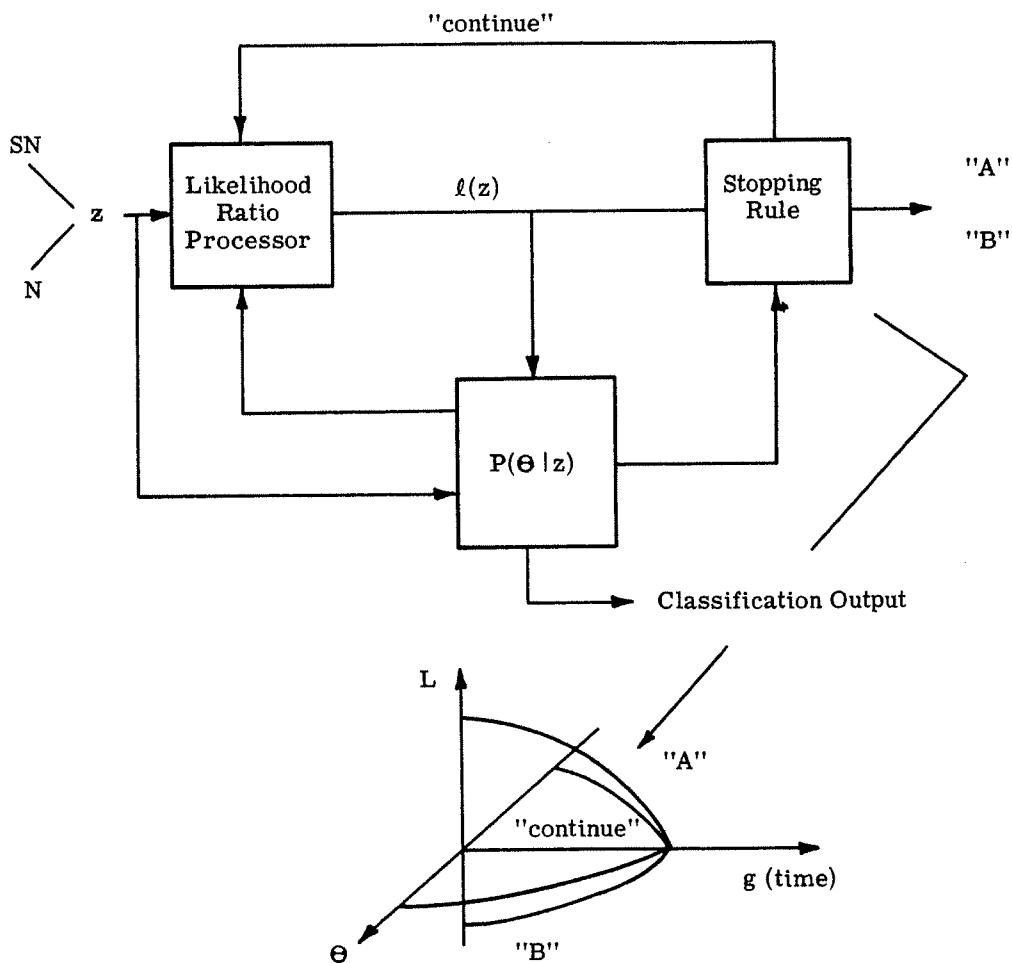 "continue"
SN
z
N
Likelihood
Ratio
Processor
ℓ(z)
Stopping
Rule
"A"
"B"
P(Θ|z)
Classification Output
L
"A"
"continue"
g (time)
Θ
"B"